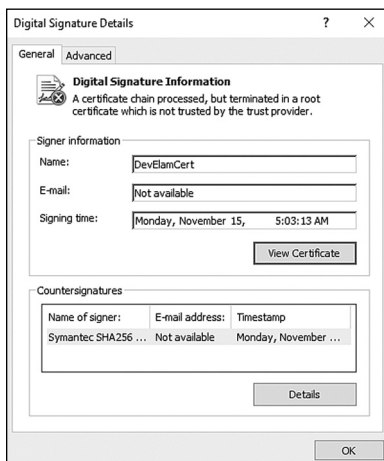 Digital Signature Details ? ×
General Advanced
Digital Signature Information
A certificate chain processed, but terminated in a root
certificate which is not trusted by the trust provider.
Signer information
Name: DevElamCert
E-mail: Not available
Signing time: Monday, November 15, 5:03:13 AM
View Certificate
Countersignatures
Name of signer: E-mail address: Timestamp
Symantec SHA256 ... Not available Monday, November ...
Details
OK